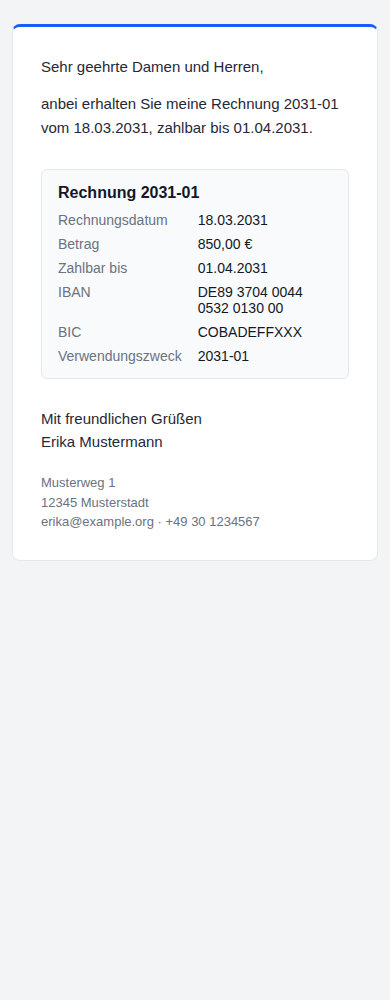 Sehr geehrte Damen und Herren,
anbei erhalten Sie meine Rechnung 2031-01
vom 18.03.2031, zahlbar bis 01.04.2031.
Rechnung 2031-01
Rechnungsdatum 18.03.2031
Betrag 850,00 €
Zahlbar bis 01.04.2031
IBAN DE89 3704 0044
0532 0130 00
BIC COBADEFFXXX
Verwendungszweck 2031-01
Mit freundlichen Grüßen
Erika Mustermann
Musterweg 1
12345 Musterstadt
erika@example.org · +49 30 1234567